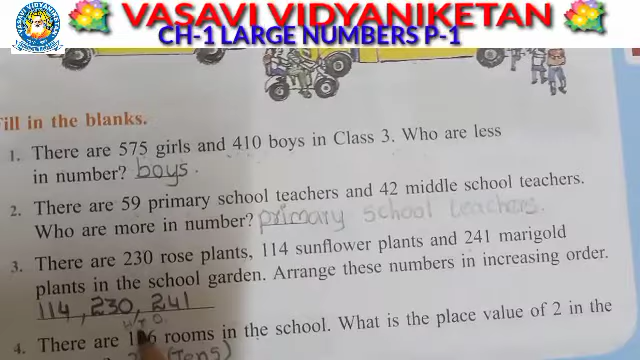 VASAVI VIDYANIKETAN
CH-1 LARGE NUMBERS P-1
Fill in the blanks.
1. There are 575 girls and 410 boys in Class 3. Who are less
in number? boys.
2. There are 59 primary school teachers and 42 middle school teachers.
Who are more in number? primary school teachers.
3. There are 230 rose plants, 114 sunflower plants and 241 marigold
plants in the school garden. Arrange these numbers in increasing order.
114, 230, 241
H T O
4. There are 126 rooms in the school. What is the place value of 2 in the
(Tens)